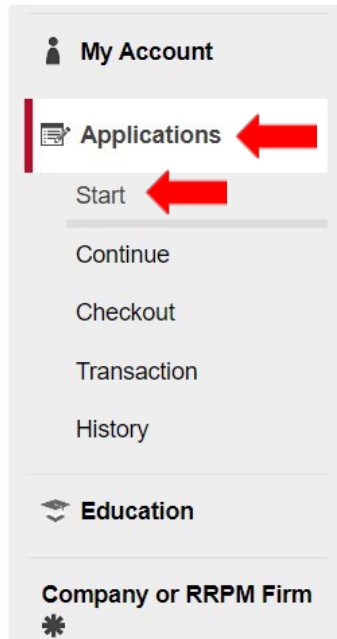 My Account
Applications
Start
Continue
Checkout
Transaction
History
Education
Company or RRPM Firm